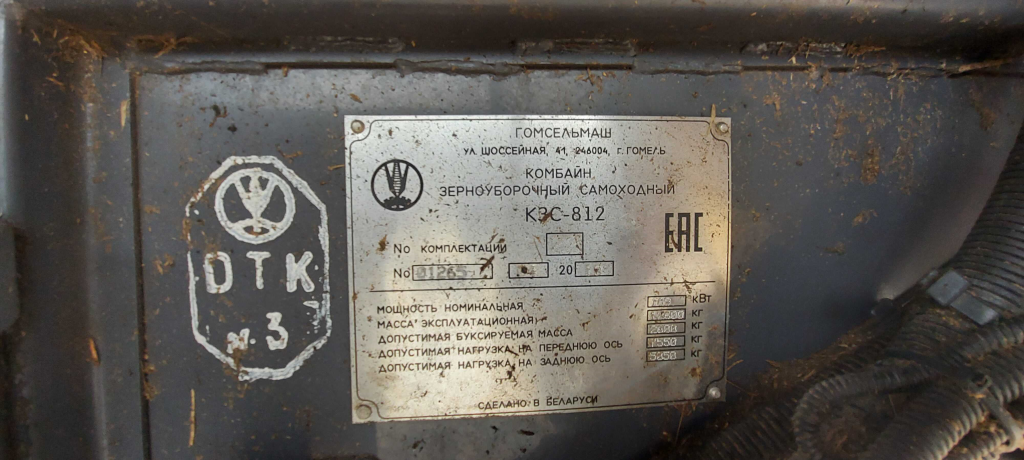 ГОМСЕЛЬМАШ
УЛ. ШОССЕЙНАЯ, 41, 246004, Г. ГОМЕЛЬ
КОМБАЙН
ЗЕРНОУБОРОЧНЫЙ САМОХОДНЫЙ
КЗС-812
EAC
No КОМПЛЕКТАЦИИ
No 01265 20
МОЩНОСТЬ НОМИНАЛЬНАЯ кВт
МАССА ЭКСПЛУАТАЦИОННАЯ КГ
ДОПУСТИМАЯ БУКСИРУЕМАЯ МАССА КГ
ДОПУСТИМАЯ НАГРУЗКА НА ПЕРЕДНЮЮ ОСЬ КГ
ДОПУСТИМАЯ НАГРУЗКА НА ЗАДНЮЮ ОСЬ КГ
СДЕЛАНО В БЕЛАРУСИ
ОТК
N. 3